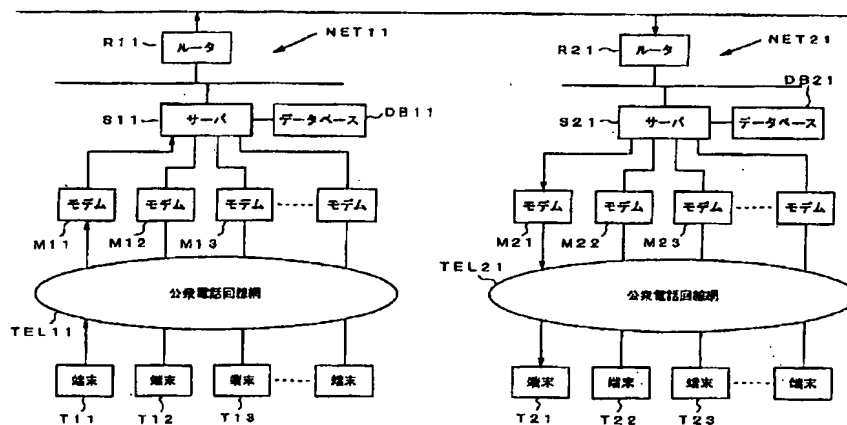 R11
ルータ
NET11
R21
ルータ
NET21
DB21
S11
サーバ
データベース
DB11
S21
サーバ
データベース
モデム
モデム
モデム
モデム
M11
M12
M13
モデム
モデム
モデム
モデム
M21
M22
M23
公衆電話回線網
TEL11
TEL21
公衆電話回線網
端末
端末
端末
端末
T11
T12
T13
端末
端末
端末
端末
T21
T22
T23